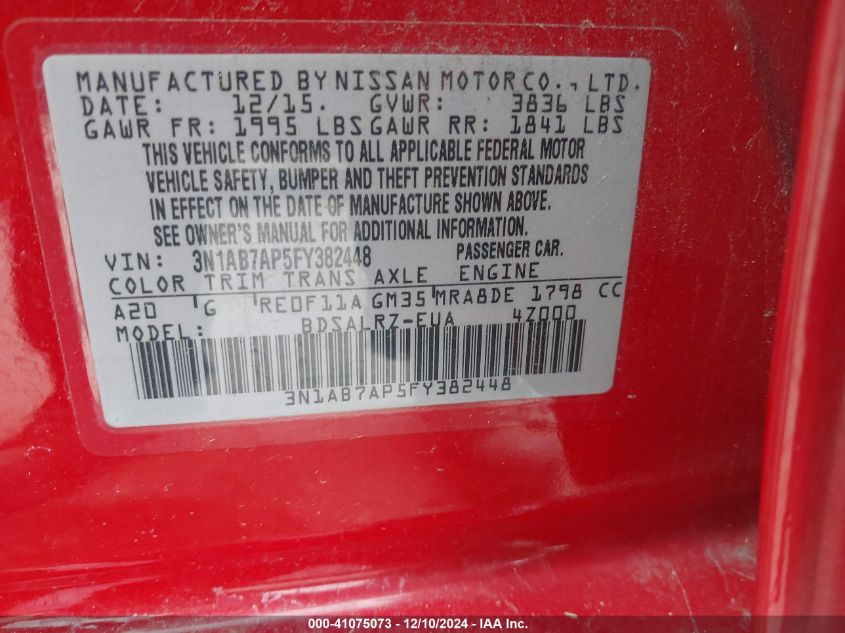 MANUFACTURED BY NISSAN MOTOR CO., LTD.
DATE: 12/15. GVWR: 3836 LBS
GAWR FR: 1995 LBS GAWR RR: 1841 LBS
THIS VEHICLE CONFORMS TO ALL APPLICABLE FEDERAL MOTOR
VEHICLE SAFETY, BUMPER AND THEFT PREVENTION STANDARDS
IN EFFECT ON THE DATE OF MANUFACTURE SHOWN ABOVE.
SEE OWNER'S MANUAL FOR ADDITIONAL INFORMATION.
VIN: 3N1AB7AP5FY382448 PASSENGER CAR.
COLOR TRIM TRANS AXLE ENGINE
A20 G RE0F11A GM35 MRA8DE 1798 CC
MODEL: BDSALRZ-EUA 4Z000
3N1AB7AP5FY382448
000-41075073 - 12/10/2024 - IAA Inc.